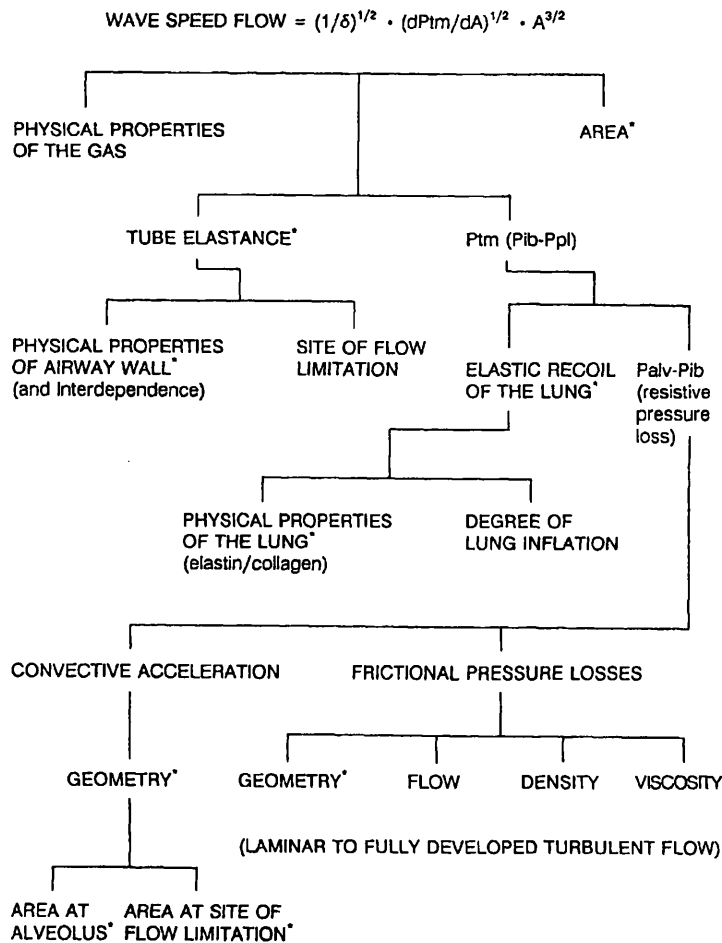 WAVE SPEED FLOW = (1/δ)^1/2 · (dPtm/dA)^1/2 · A^3/2
PHYSICAL PROPERTIES
OF THE GAS
AREA*
TUBE ELASTANCE*
Ptm (Pib-Ppl)
PHYSICAL PROPERTIES
OF AIRWAY WALL*
(and Interdependence)
SITE OF FLOW
LIMITATION
ELASTIC RECOIL
OF THE LUNG*
Palv-Pib
(resistive
pressure
loss)
PHYSICAL PROPERTIES
OF THE LUNG*
(elastin/collagen)
DEGREE OF
LUNG INFLATION
CONVECTIVE ACCELERATION
FRICTIONAL PRESSURE LOSSES
GEOMETRY*
GEOMETRY*
FLOW
DENSITY
VISCOSITY
(LAMINAR TO FULLY DEVELOPED TURBULENT FLOW)
AREA AT
ALVEOLUS*
AREA AT SITE OF
FLOW LIMITATION*